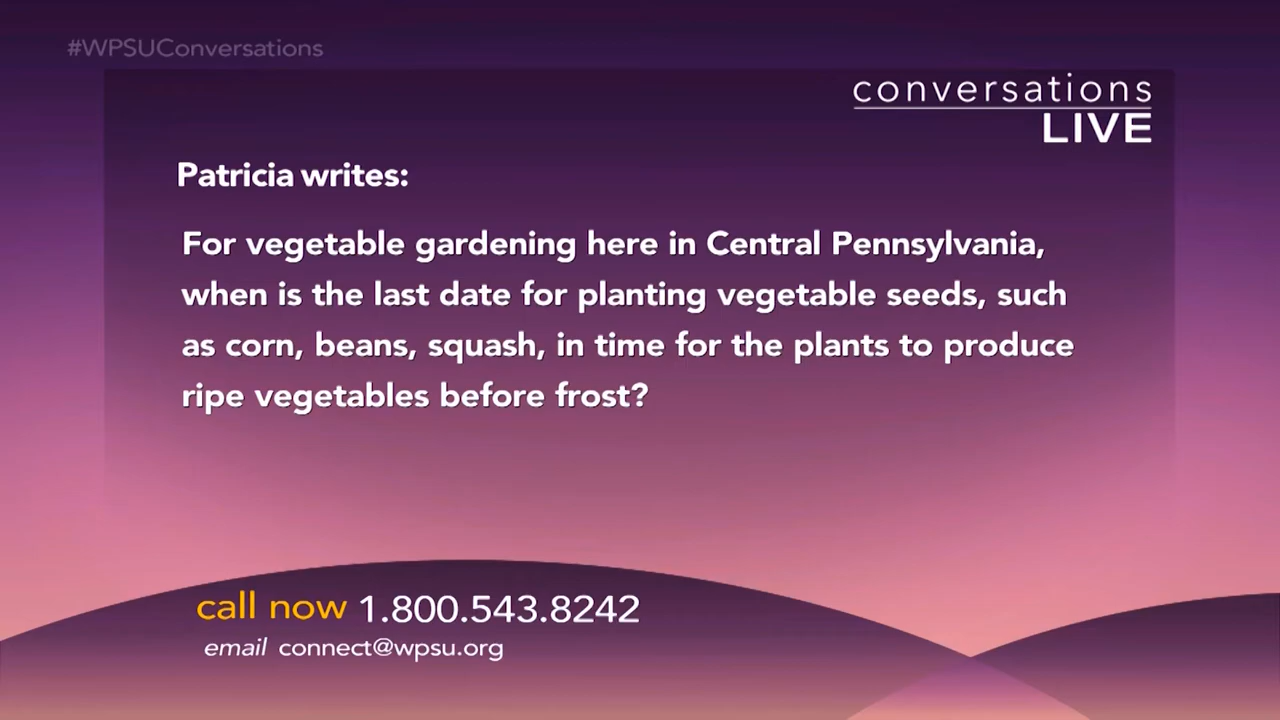 #WPSUConversations
conversations
LIVE
Patricia writes:
For vegetable gardening here in Central Pennsylvania,
when is the last date for planting vegetable seeds, such
as corn, beans, squash, in time for the plants to produce
ripe vegetables before frost?
call now 1.800.543.8242
email connect@wpsu.org